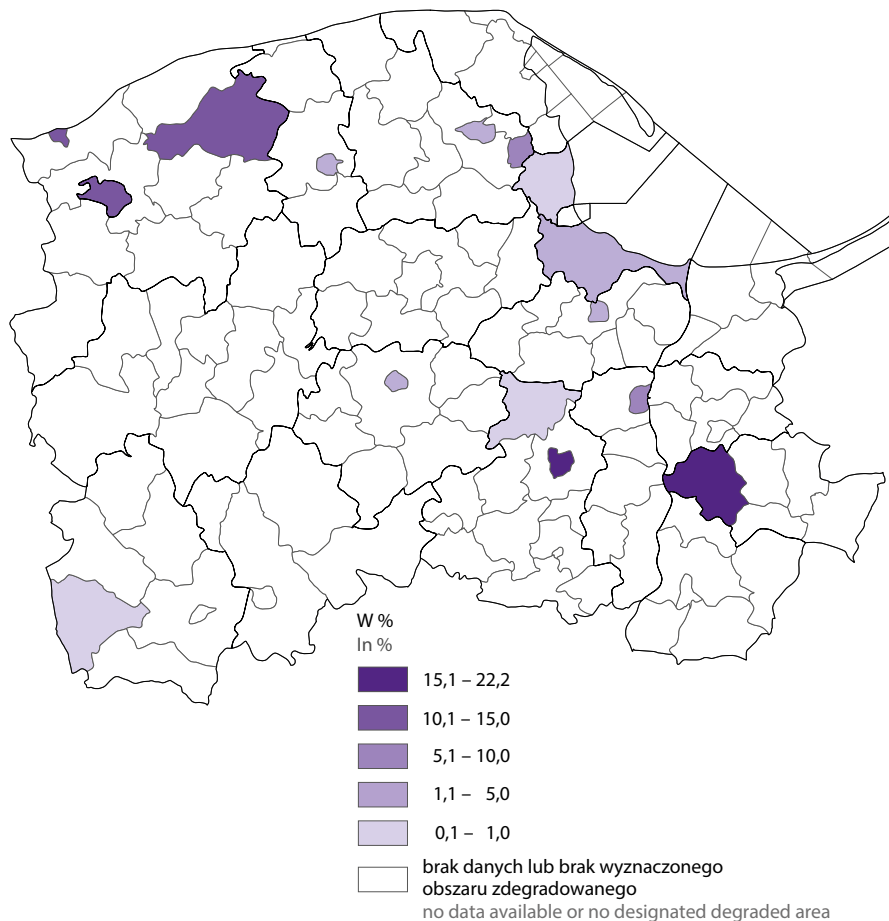 W %
In %
15,1 – 22,2
10,1 – 15,0
5,1 – 10,0
1,1 – 5,0
0,1 – 1,0
brak danych lub brak wyznaczonego
obszaru zdegradowanego
no data available or no designated degraded area